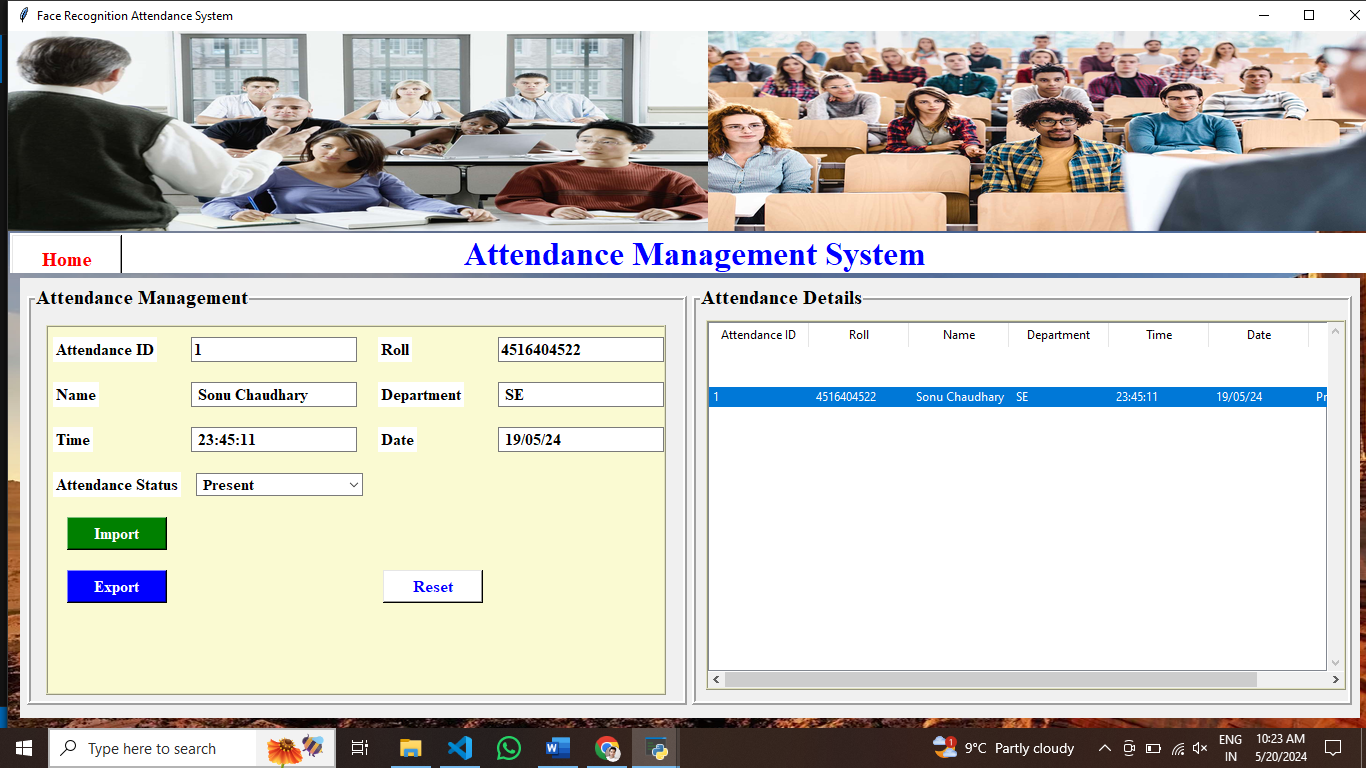 Face Recognition Attendance System
Home
Attendance Management System
Attendance Management
Attendance ID 1 Roll 4516404522
Name Sonu Chaudhary Department SE
Time 23:45:11 Date 19/05/24
Attendance Status Present
Import
Export Reset
Attendance Details
Attendance ID Roll Name Department Time Date
1 4516404522 Sonu Chaudhary SE 23:45:11 19/05/24 Pr
Type here to search
1 9°C Partly cloudy
ENG
IN
10:23 AM
5/20/2024